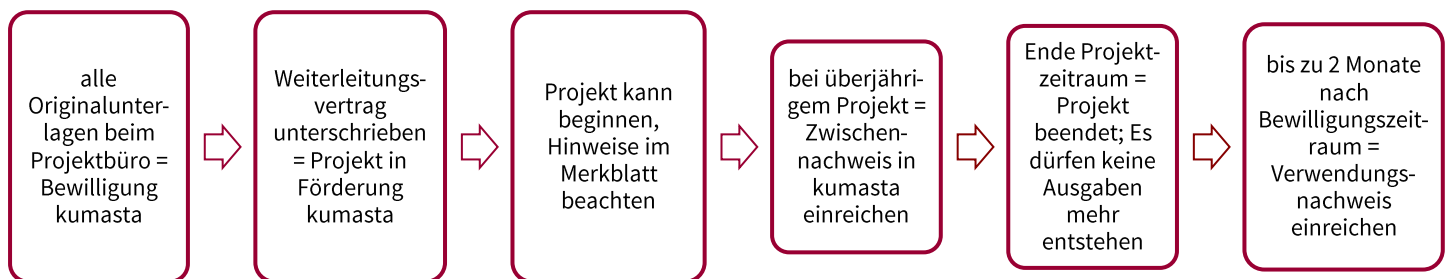 alle
Originalunter-
lagen beim
Projektbüro =
Bewilligung
kumasta
Weiterleitungs-
vertrag
unterschrieben
= Projekt in
Förderung
kumasta
Projekt kann
beginnen,
Hinweise im
Merkblatt
beachten
bei überjähri-
gem Projekt =
Zwischen-
nachweis in
kumasta
einreichen
Ende Projekt-
zeitraum =
Projekt
beendet; Es
dürfen keine
Ausgaben
mehr
entstehen
bis zu 2 Monate
nach
Bewilligungszeit-
raum =
Verwendungs-
nachweis
einreichen